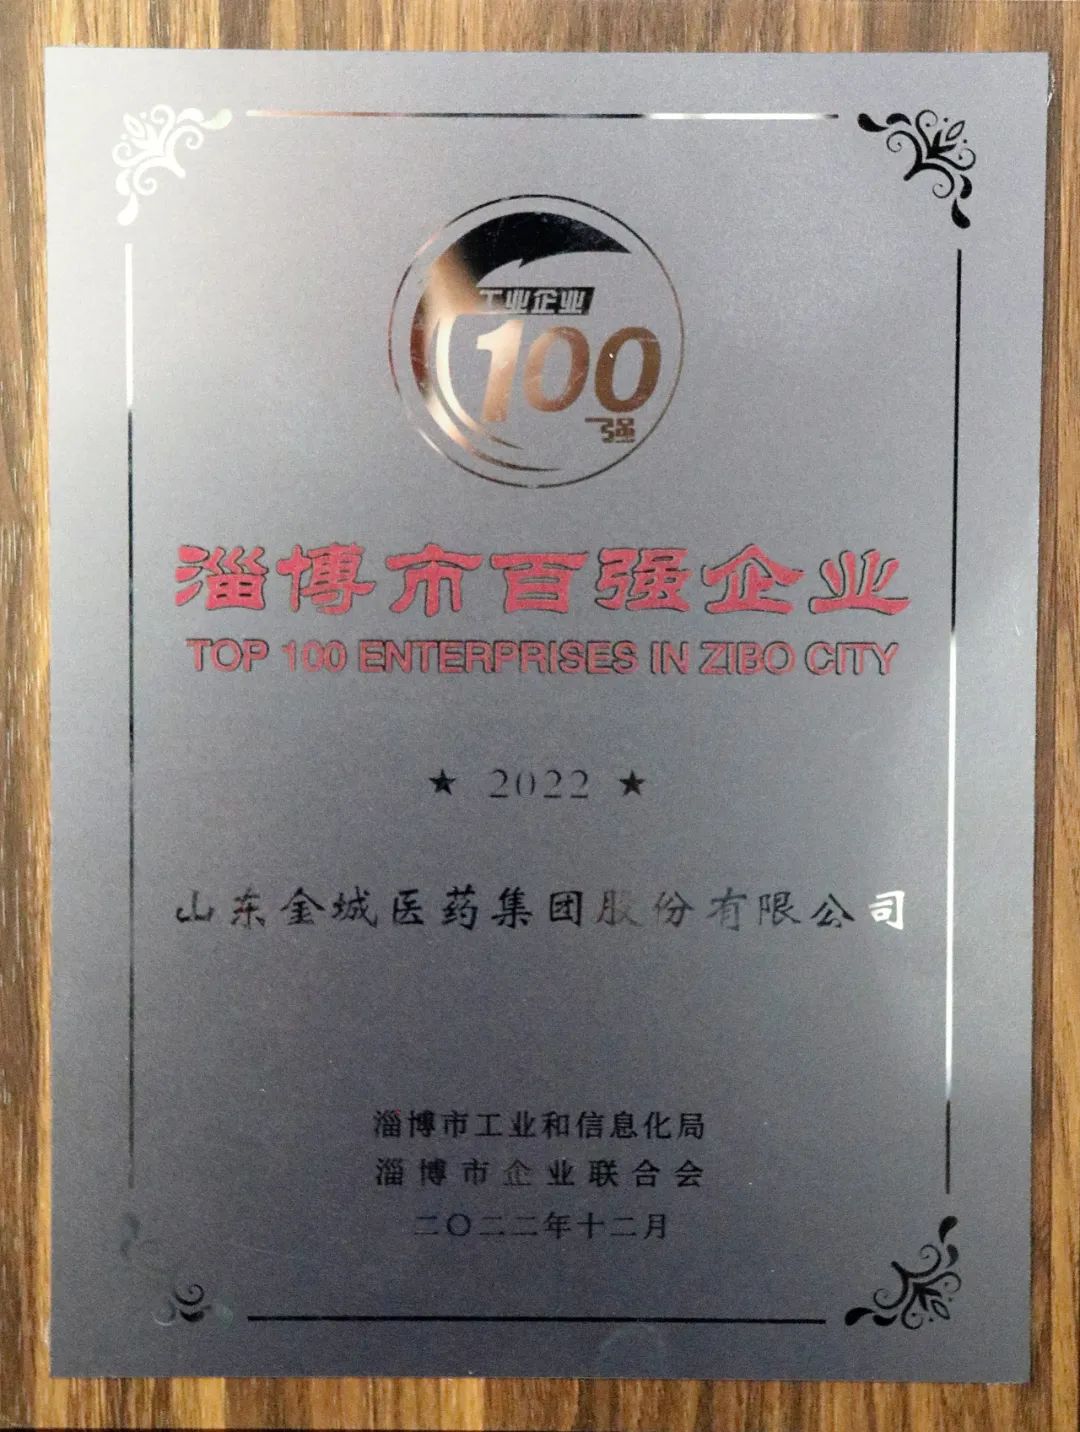 工业企业
100
强
淄博市百强企业
TOP 100 ENTERPRISES IN ZIBO CITY
★ 2022 ★
山东金城医药集团股份有限公司
淄博市工业和信息化局
淄博市企业联合会
二〇二二年十二月